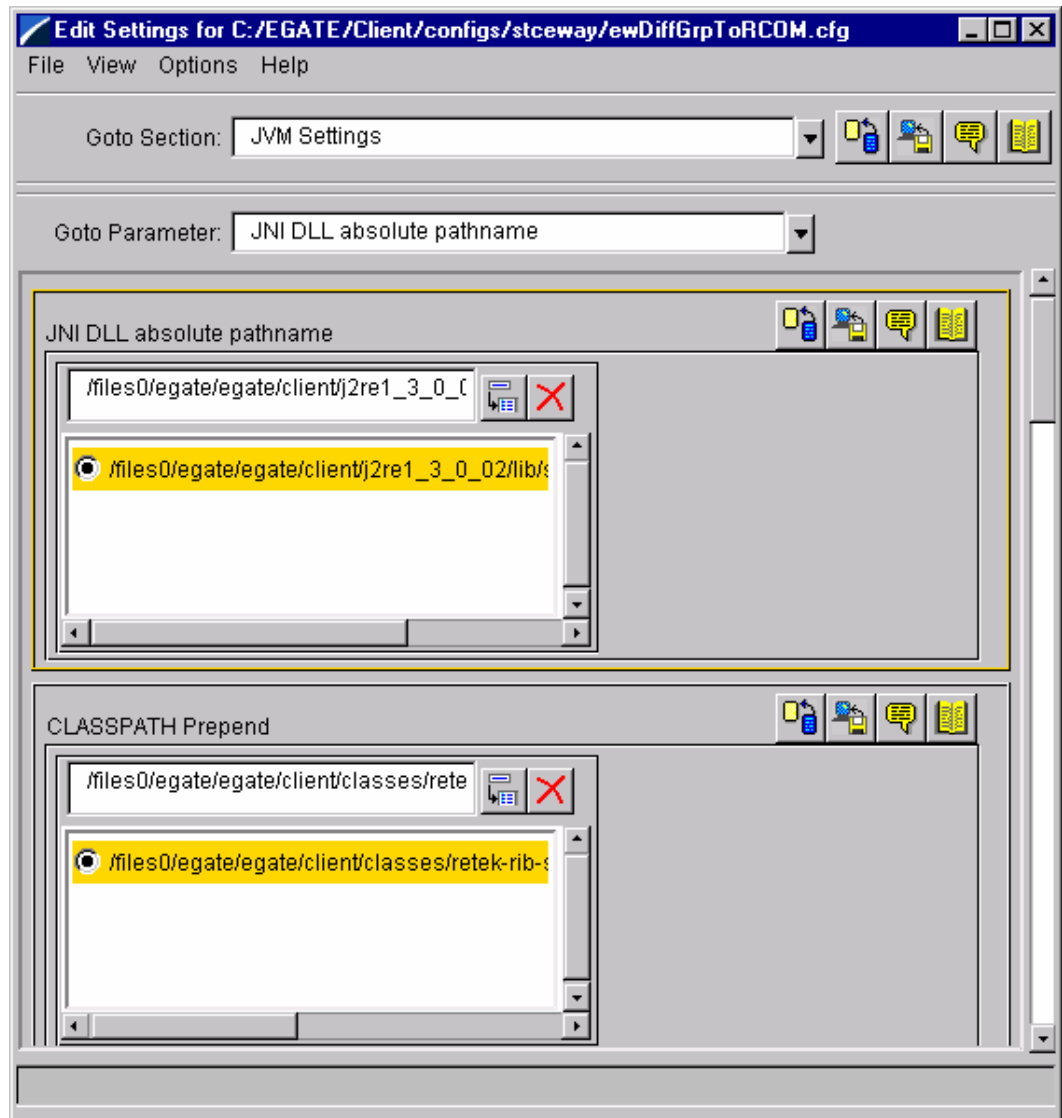 Edit Settings for C:/EGATE/Client/configs/stceway/ewDiffGrpToRCOM.cfg
File View Options Help
Goto Section: JVM Settings
Goto Parameter: JNI DLL absolute pathname
JNI DLL absolute pathname
/files0/egate/egate/client/j2re1_3_0_0
/files0/egate/egate/client/j2re1_3_0_02/lib/s
CLASSPATH Prepend
/files0/egate/egate/client/classes/rete
/files0/egate/egate/client/classes/retek-rib-s